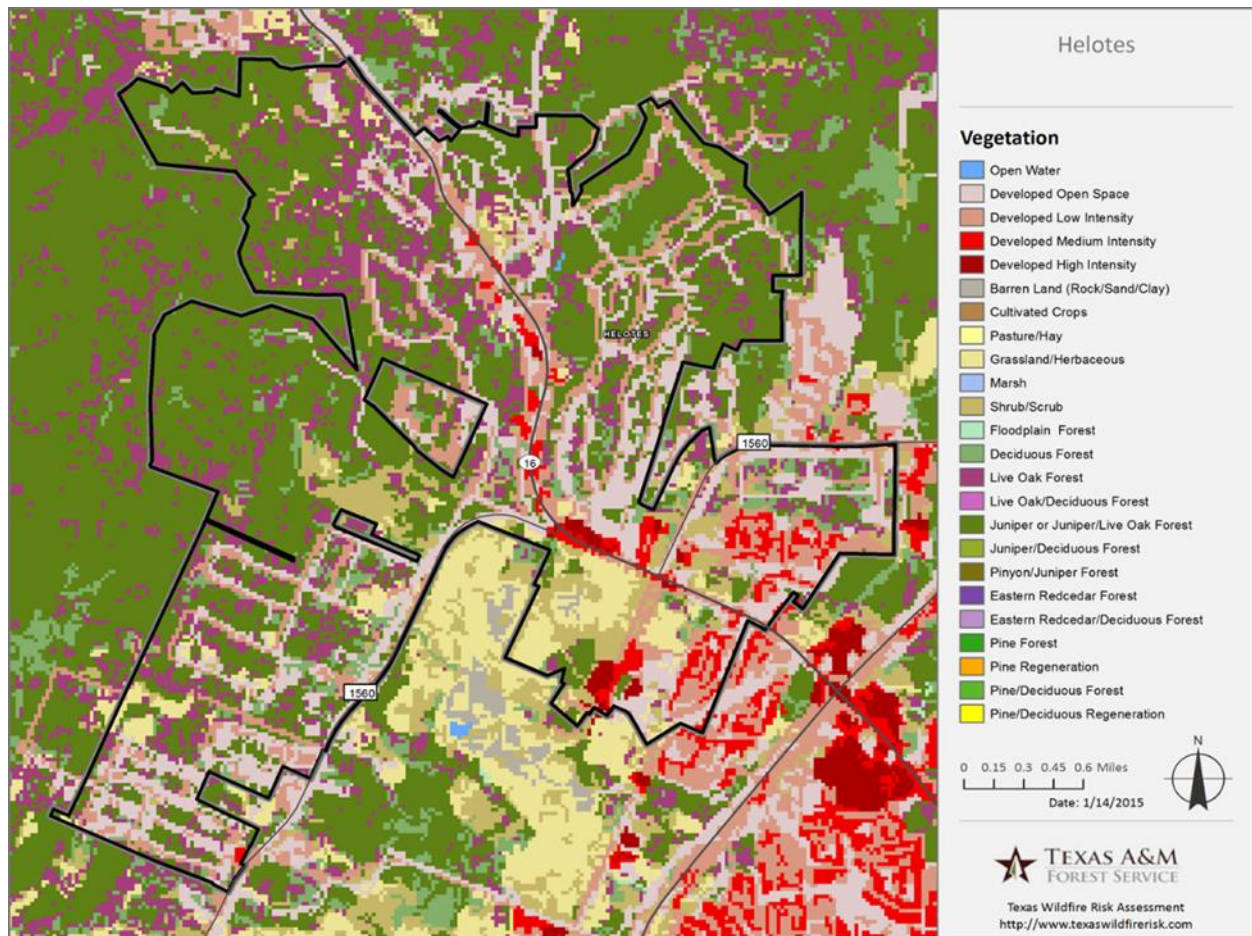 Helotes
Vegetation
Open Water
Developed Open Space
Developed Low Intensity
Developed Medium Intensity
Developed High Intensity
Barren Land (Rock/Sand/Clay)
Cultivated Crops
Pasture/Hay
Grassland/Herbaceous
Marsh
Shrub/Scrub
Floodplain Forest
Deciduous Forest
Live Oak Forest
Live Oak/Deciduous Forest
Juniper or Juniper/Live Oak Forest
Juniper/Deciduous Forest
Pinyon/Juniper Forest
Eastern Redcedar Forest
Eastern Redcedar/Deciduous Forest
Pine Forest
Pine Regeneration
Pine/Deciduous Forest
Pine/Deciduous Regeneration
N
0 0.15 0.3 0.45 0.6 Miles
Date: 1/14/2015
TEXAS A&M
FOREST SERVICE
Texas Wildfire Risk Assessment
http://www.texaswildfirerisk.com
HELOTES
1560
16
1560